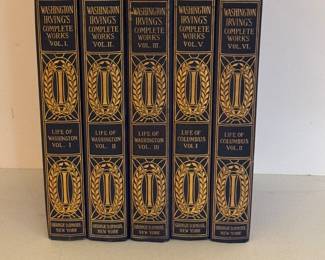 WASHINGTON
IRVING'S
COMPLETE
WORKS
VOL. I.
LIFE OF
WASHINGTON
VOL. I
GEORGE D. SPROUL
NEW YORK
WASHINGTON
IRVING'S
COMPLETE
WORKS
VOL. II.
LIFE OF
WASHINGTON
VOL. II
GEORGE D. SPROUL
NEW YORK
WASHINGTON
IRVING'S
COMPLETE
WORKS
VOL. III.
LIFE OF
WASHINGTON
VOL. III
GEORGE D. SPROUL
NEW YORK
WASHINGTON
IRVING'S
COMPLETE
WORKS
VOL. V
LIFE OF
COLUMBUS
VOL. I
GEORGE D. SPROUL
NEW YORK
WASHINGTON
IRVING'S
COMPLETE
WORKS
VOL. VI.
LIFE OF
COLUMBUS
VOL. II
GEORGE D. SPROUL
NEW YORK